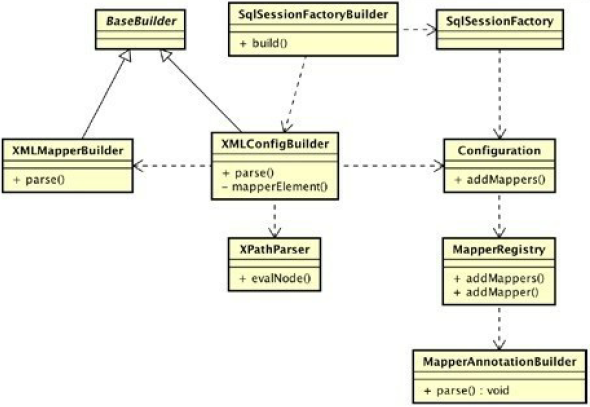 BaseBuilder
SqlSessionFactoryBuilder
+ build()
SqlSessionFactory
XMLMapperBuilder
+ parse()
XMLConfigBuilder
+ parse()
− mapperElement()
Configuration
+ addMappers()
XPathParser
+ evalNode()
MapperRegistry
+ addMappers()
+ addMapper()
MapperAnnotationBuilder
+ parse() : void